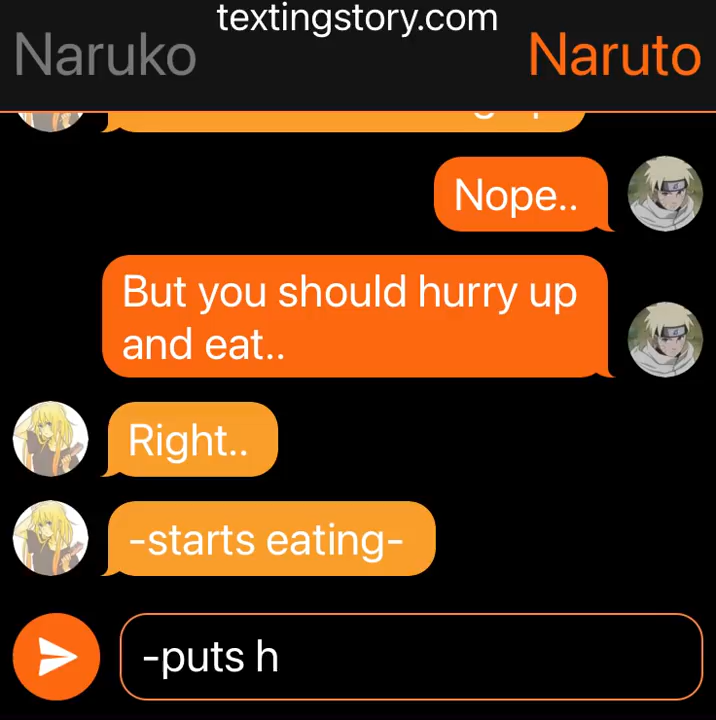 textingstory.com
Naruko
Naruto
Nope..
But you should hurry up
and eat..
Right..
-starts eating-
-puts h